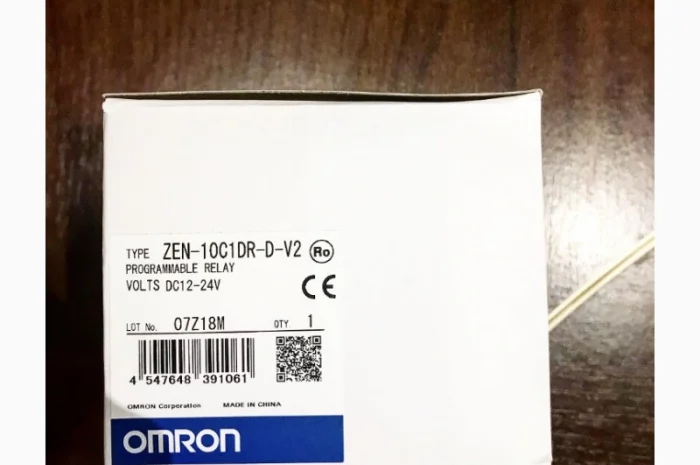 TYPE ZEN-10C1DR-D-V2 Ro
PROGRAMMABLE RELAY
VOLTS DC12-24V CE
LOT No. 07Z18M QTY 1
4 547648 391061
OMRON Corporation MADE IN CHINA
OMRON